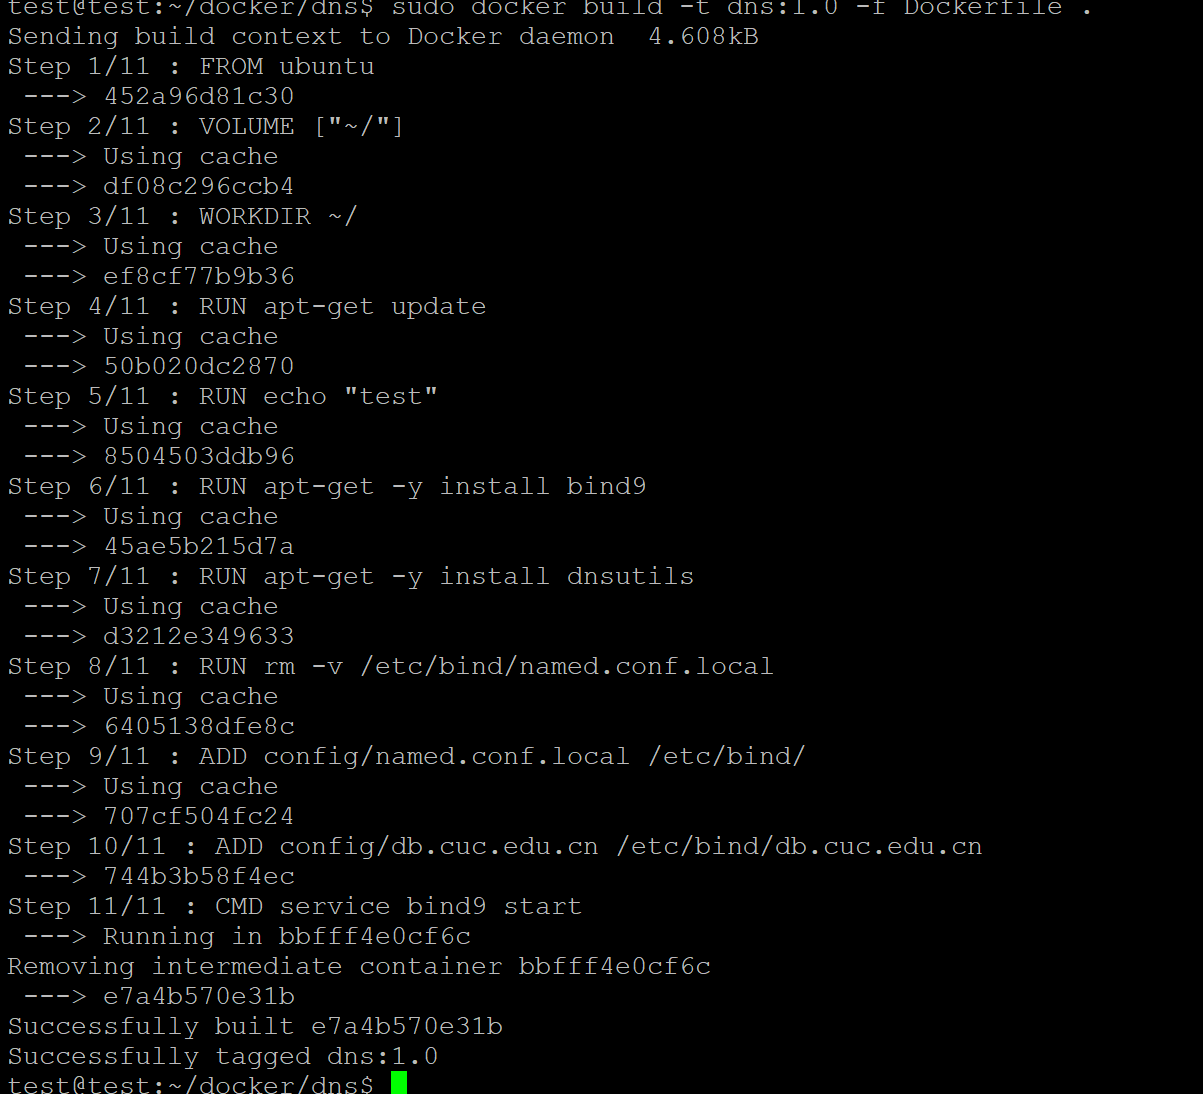 test@test:~/docker/dns$ sudo docker build -t dns:1.0 -f Dockerfile .
Sending build context to Docker daemon  4.608kB
Step 1/11 : FROM ubuntu
 ---> 452a96d81c30
Step 2/11 : VOLUME ["~/"]
 ---> Using cache
 ---> df08c296ccb4
Step 3/11 : WORKDIR ~/
 ---> Using cache
 ---> ef8cf77b9b36
Step 4/11 : RUN apt-get update
 ---> Using cache
 ---> 50b020dc2870
Step 5/11 : RUN echo "test"
 ---> Using cache
 ---> 8504503ddb96
Step 6/11 : RUN apt-get -y install bind9
 ---> Using cache
 ---> 45ae5b215d7a
Step 7/11 : RUN apt-get -y install dnsutils
 ---> Using cache
 ---> d3212e349633
Step 8/11 : RUN rm -v /etc/bind/named.conf.local
 ---> Using cache
 ---> 6405138dfe8c
Step 9/11 : ADD config/named.conf.local /etc/bind/
 ---> Using cache
 ---> 707cf504fc24
Step 10/11 : ADD config/db.cuc.edu.cn /etc/bind/db.cuc.edu.cn
 ---> 744b3b58f4ec
Step 11/11 : CMD service bind9 start
 ---> Running in bbfff4e0cf6c
Removing intermediate container bbfff4e0cf6c
 ---> e7a4b570e31b
Successfully built e7a4b570e31b
Successfully tagged dns:1.0
test@test:~/docker/dns$